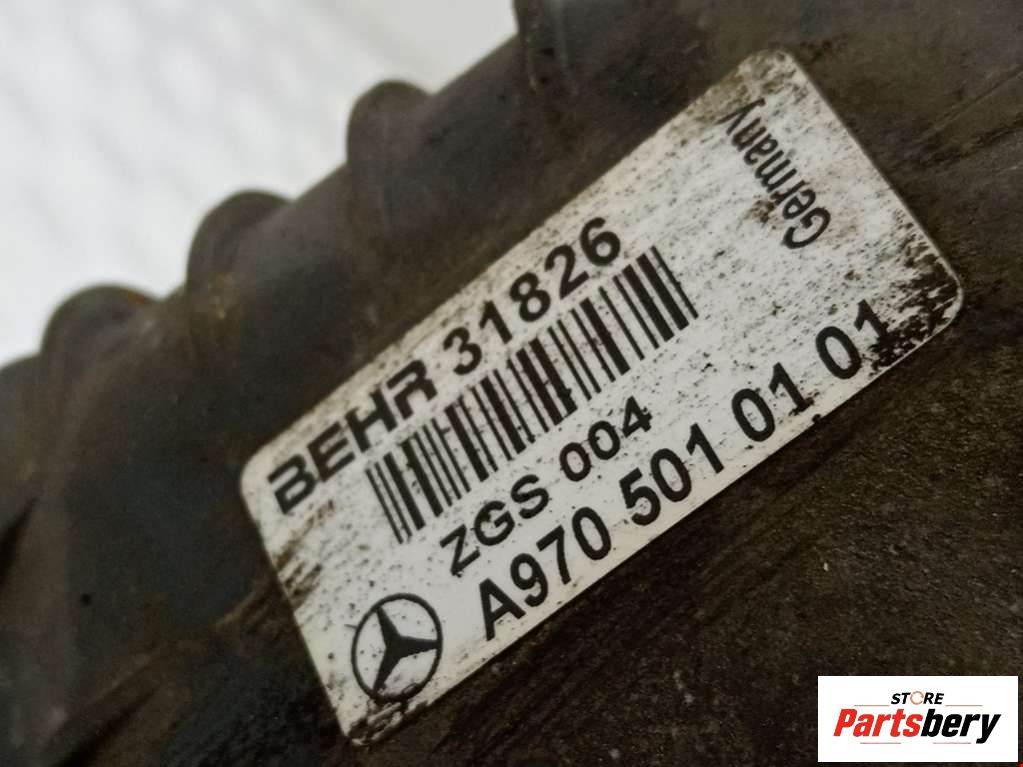 BEHR 31826
Germany
ZGS 004
A970 501 01 01
STORE
Partsbery